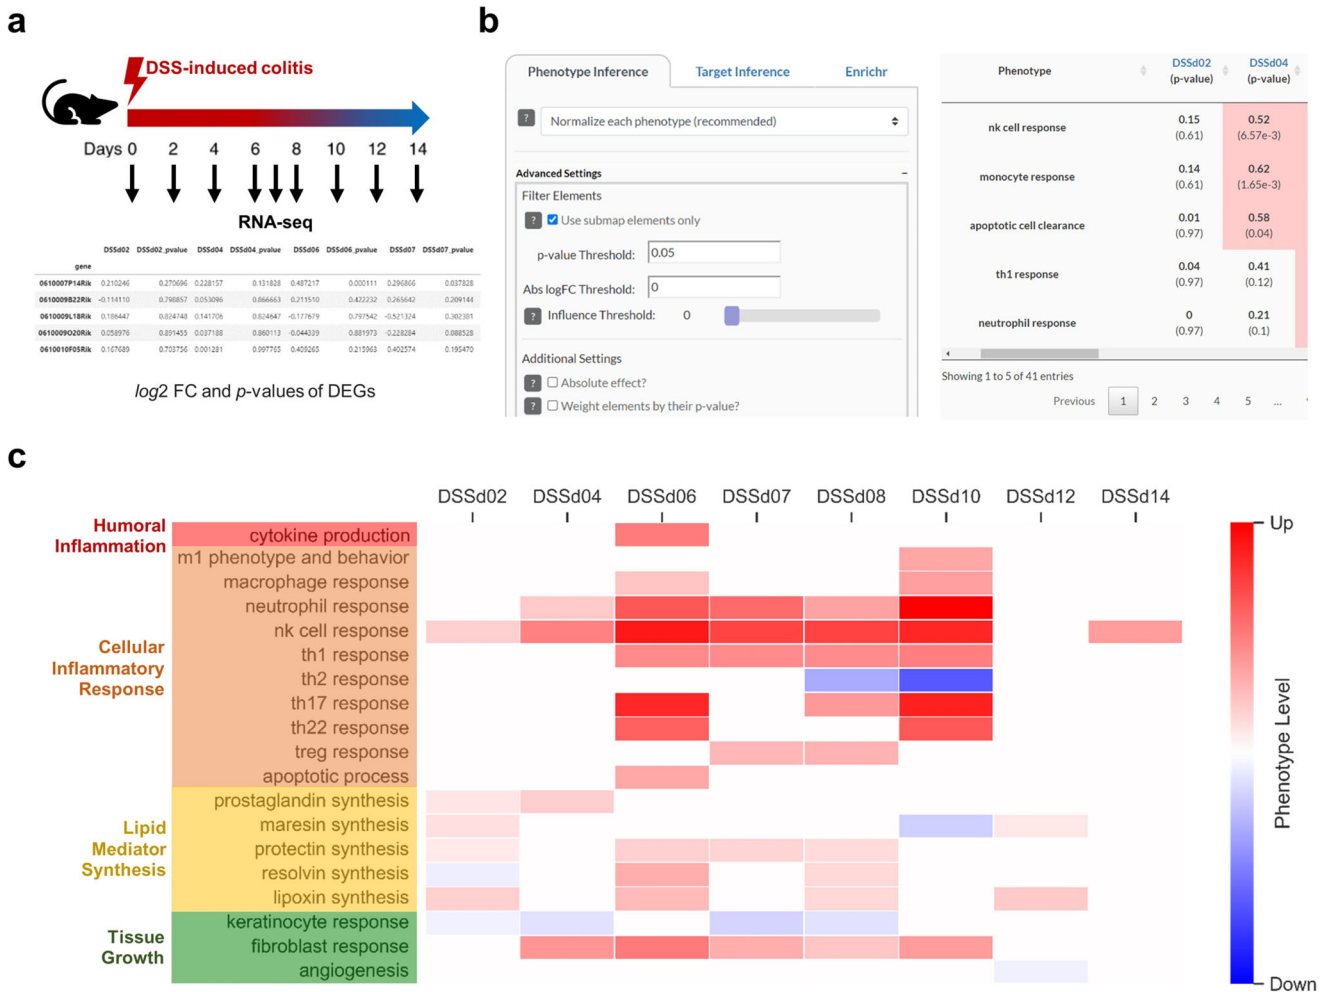 a
DSS-induced colitis
Days 0 2 4 6 8 10 12 14
RNA-seq
DSSd02 DSSd02_pvalue DSSd04 DSSd04_pvalue DSSd06 DSSd06_pvalue DSSd07 DSSd07_pvalue
gene
0610007P14Rik 0.210246 0.270696 0.228157 0.131828 0.487217 0.000111 0.296866 0.037828
0610009B22Rik -0.114110 0.798857 0.053096 0.866663 0.211510 0.422232 0.265642 0.209144
0610009L18Rik 0.186447 0.824748 0.141706 0.824647 -0.177679 0.797542 -0.521324 0.302381
0610009O20Rik 0.058976 0.891455 0.037188 0.860113 -0.044339 0.881973 -0.228284 0.088528
0610010F05Rik 0.167689 0.703756 0.001281 0.997765 0.409265 0.215963 0.402574 0.195470
log2 FC and p-values of DEGs
b
Phenotype Inference Target Inference Enrichr
? Normalize each phenotype (recommended)
Advanced Settings −
Filter Elements
? Use submap elements only
p-value Threshold: 0.05
Abs logFC Threshold: 0
? Influence Threshold: 0
Additional Settings
? Absolute effect?
? Weight elements by their p-value?
Phenotype DSSd02 (p-value) DSSd04 (p-value)
nk cell response 0.15 (0.61) 0.52 (6.57e-3)
monocyte response 0.14 (0.61) 0.62 (1.65e-3)
apoptotic cell clearance 0.01 (0.97) 0.58 (0.04)
th1 response 0.04 (0.97) 0.41 (0.12)
neutrophil response 0 (0.97) 0.21 (0.1)
Showing 1 to 5 of 41 entries
Previous 1 2 3 4 5 ...
c
DSSd02 DSSd04 DSSd06 DSSd07 DSSd08 DSSd10 DSSd12 DSSd14
Humoral
Inflammation
cytokine production
Cellular
Inflammatory
Response
m1 phenotype and behavior
macrophage response
neutrophil response
nk cell response
th1 response
th2 response
th17 response
th22 response
treg response
apoptotic process
Lipid
Mediator
Synthesis
prostaglandin synthesis
maresin synthesis
protectin synthesis
resolvin synthesis
lipoxin synthesis
Tissue
Growth
keratinocyte response
fibroblast response
angiogenesis
Up
Phenotype Level
Down